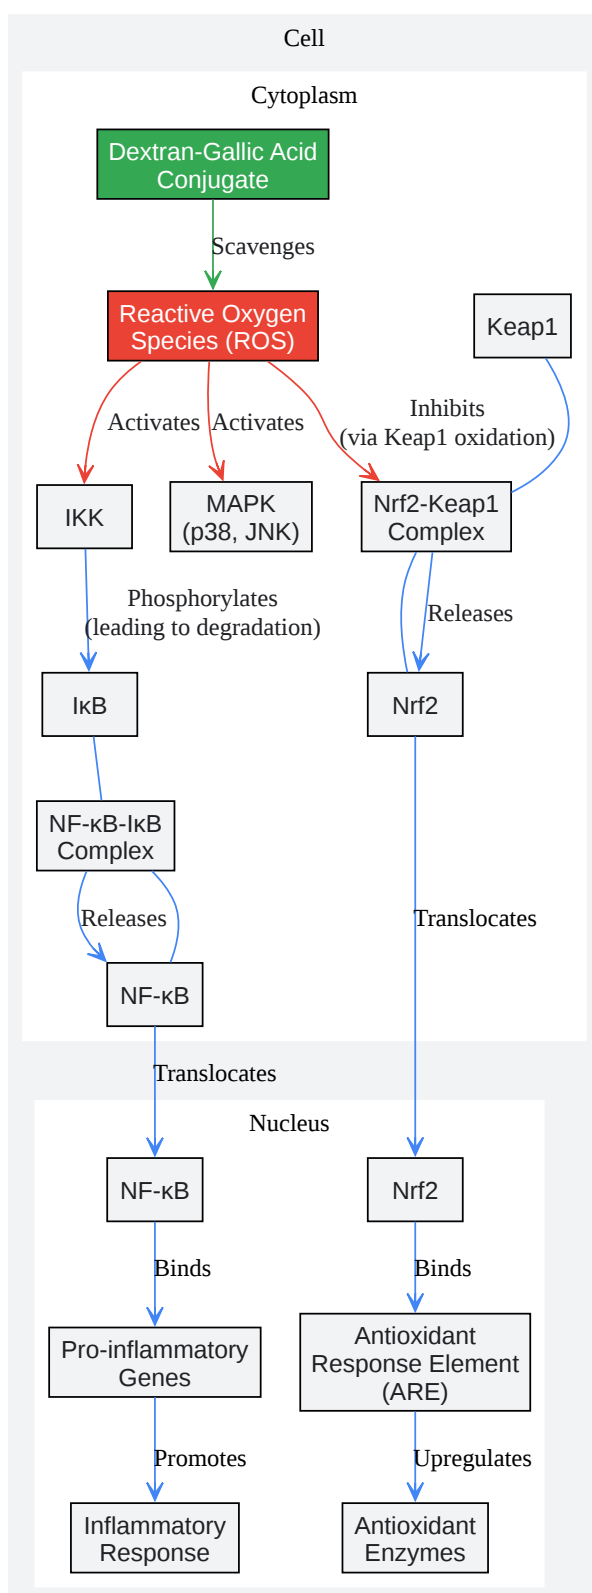 Cell
Cytoplasm
Dextran-Gallic Acid
Conjugate
Scavenges
Reactive Oxygen
Species (ROS)
Keap1
Activates
Activates
Inhibits
(via Keap1 oxidation)
IKK
MAPK
(p38, JNK)
Nrf2-Keap1
Complex
Phosphorylates
(leading to degradation)
Releases
IκB
Nrf2
NF-κB-IκB
Complex
Releases
Translocates
NF-κB
Translocates
Nucleus
NF-κB
Nrf2
Binds
Binds
Pro-inflammatory
Genes
Antioxidant
Response Element
(ARE)
Promotes
Upregulates
Inflammatory
Response
Antioxidant
Enzymes